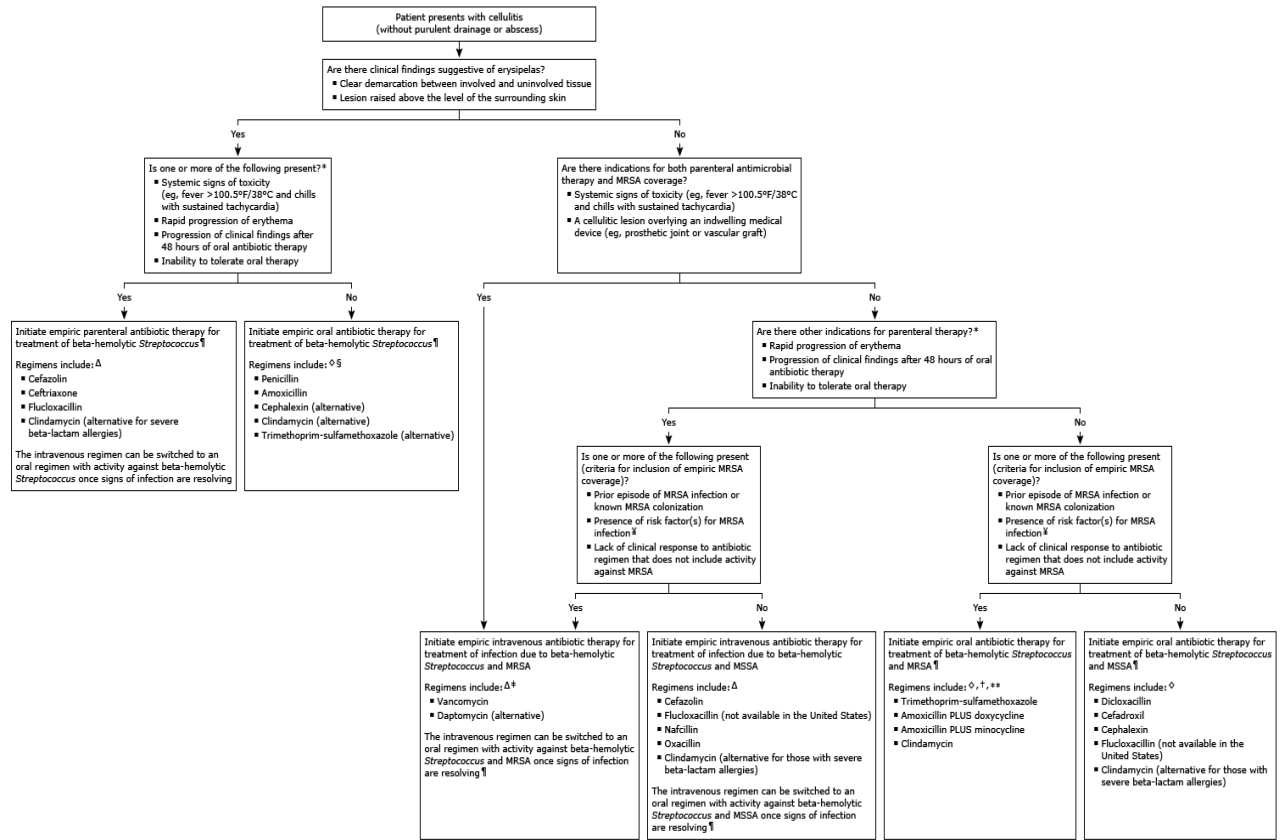 Patient presents with cellulitis
(without purulent drainage or abscess)
Are there clinical findings suggestive of erysipelas?
▪ Clear demarcation between involved and uninvolved tissue
▪ Lesion raised above the level of the surrounding skin
Yes
No
Is one or more of the following present?*
▪ Systemic signs of toxicity
(eg, fever >100.5°F/38°C and chills
with sustained tachycardia)
▪ Rapid progression of erythema
▪ Progression of clinical findings after
48 hours of oral antibiotic therapy
▪ Inability to tolerate oral therapy
Are there indications for both parenteral antimicrobial
therapy and MRSA coverage?
▪ Systemic signs of toxicity (eg, fever >100.5°F/38°C
and chills with sustained tachycardia)
▪ A cellulitic lesion overlying an indwelling medical
device (eg, prosthetic joint or vascular graft)
Yes
No
Yes
No
Initiate empiric parenteral antibiotic therapy for
treatment of beta-hemolytic Streptococcus¶
Regimens include:Δ
▪ Cefazolin
▪ Ceftriaxone
▪ Flucloxacillin
▪ Clindamycin (alternative for severe
beta-lactam allergies)
The intravenous regimen can be switched to an
oral regimen with activity against beta-hemolytic
Streptococcus once signs of infection are resolving
Initiate empiric oral antibiotic therapy for
treatment of beta-hemolytic Streptococcus¶
Regimens include:◊§
▪ Penicillin
▪ Amoxicillin
▪ Cephalexin (alternative)
▪ Clindamycin (alternative)
▪ Trimethoprim-sulfamethoxazole (alternative)
Are there other indications for parenteral therapy?*
▪ Rapid progression of erythema
▪ Progression of clinical findings after 48 hours of oral
antibiotic therapy
▪ Inability to tolerate oral therapy
Yes
No
Is one or more of the following present
(criteria for inclusion of empiric MRSA
coverage)?
▪ Prior episode of MRSA infection or
known MRSA colonization
▪ Presence of risk factor(s) for MRSA
infection¥
▪ Lack of clinical response to antibiotic
regimen that does not include activity
against MRSA
Is one or more of the following present
(criteria for inclusion of empiric MRSA
coverage)?
▪ Prior episode of MRSA infection or
known MRSA colonization
▪ Presence of risk factor(s) for MRSA
infection¥
▪ Lack of clinical response to antibiotic
regimen that does not include activity
against MRSA
Yes
No
Yes
No
Initiate empiric intravenous antibiotic therapy for
treatment of infection due to beta-hemolytic
Streptococcus and MRSA
Regimens include:Δ‡
▪ Vancomycin
▪ Daptomycin (alternative)
The intravenous regimen can be switched to an
oral regimen with activity against beta-hemolytic
Streptococcus and MRSA once signs of infection
are resolving¶
Initiate empiric intravenous antibiotic therapy for
treatment of infection due to beta-hemolytic
Streptococcus and MSSA
Regimens include:Δ
▪ Cefazolin
▪ Flucloxacillin (not available in the United States)
▪ Nafcillin
▪ Oxacillin
▪ Clindamycin (alternative for those with severe
beta-lactam allergies)
The intravenous regimen can be switched to an
oral regimen with activity against beta-hemolytic
Streptococcus and MSSA once signs of infection
are resolving¶
Initiate empiric oral antibiotic therapy for
treatment of beta-hemolytic Streptococcus
and MRSA¶
Regimens include:◊,†,**
▪ Trimethoprim-sulfamethoxazole
▪ Amoxicillin PLUS doxycycline
▪ Amoxicillin PLUS minocycline
▪ Clindamycin
Initiate empiric oral antibiotic therapy for
treatment of beta-hemolytic Streptococcus
and MSSA¶
Regimens include:◊
▪ Dicloxacillin
▪ Cefadroxil
▪ Cephalexin
▪ Flucloxacillin (not available in the
United States)
▪ Clindamycin (alternative for those with
severe beta-lactam allergies)